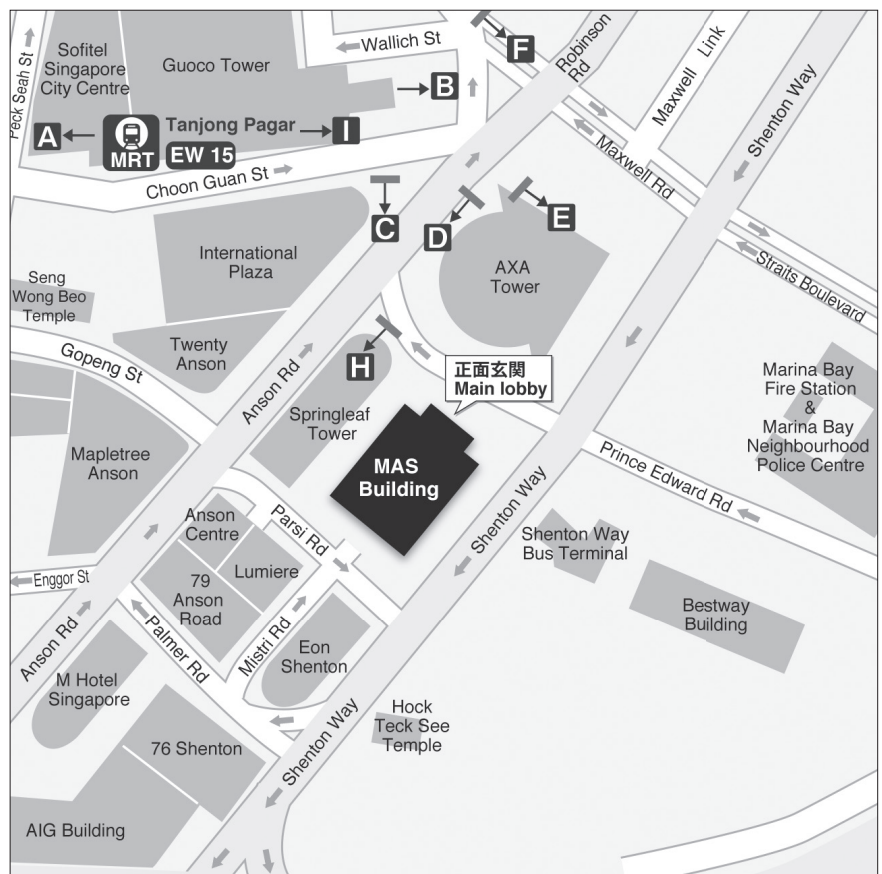 Peck Seah St
Sofitel
Singapore
City Centre
Guoco Tower
Wallich St
F
B
Robinson
Rd
Maxwell Link
Shenton Way
A
MRT
Tanjong Pagar
EW 15
I
Choon Guan St
Maxwell Rd
C
D
E
International
Plaza
AXA
Tower
Straits Boulevard
Seng
Wong Beo
Temple
Gopeng St
Twenty
Anson
Anson Rd
H
正面玄関
Main lobby
Springleaf
Tower
Marina Bay
Fire Station
&
Marina Bay
Neighbourhood
Police Centre
Mapletree
Anson
MAS
Building
Prince Edward Rd
Shenton Way
Anson
Centre
Parsi Rd
Shenton Way
Bus Terminal
Enggor St
Lumiere
79
Anson
Road
Bestway
Building
Anson Rd
Palmer Rd
Mistri Rd
Eon
Shenton
M Hotel
Singapore
Hock
Teck See
Temple
76 Shenton
Shenton Way
AIG Building